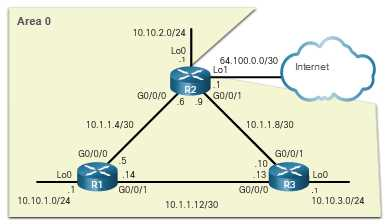 Area 0
10.10.2.0/24
Lo0
.1
64.100.0.0/30
Lo1
.1
Internet
R2
G0/0/0
G0/0/1
.6
.9
10.1.1.4/30
10.1.1.8/30
G0/0/0
.5
G0/0/1
.10
Lo0
.14
.13
Lo0
R1
R3
.1
G0/0/1
G0/0/0
.1
10.10.1.0/24
10.1.1.12/30
10.10.3.0/24